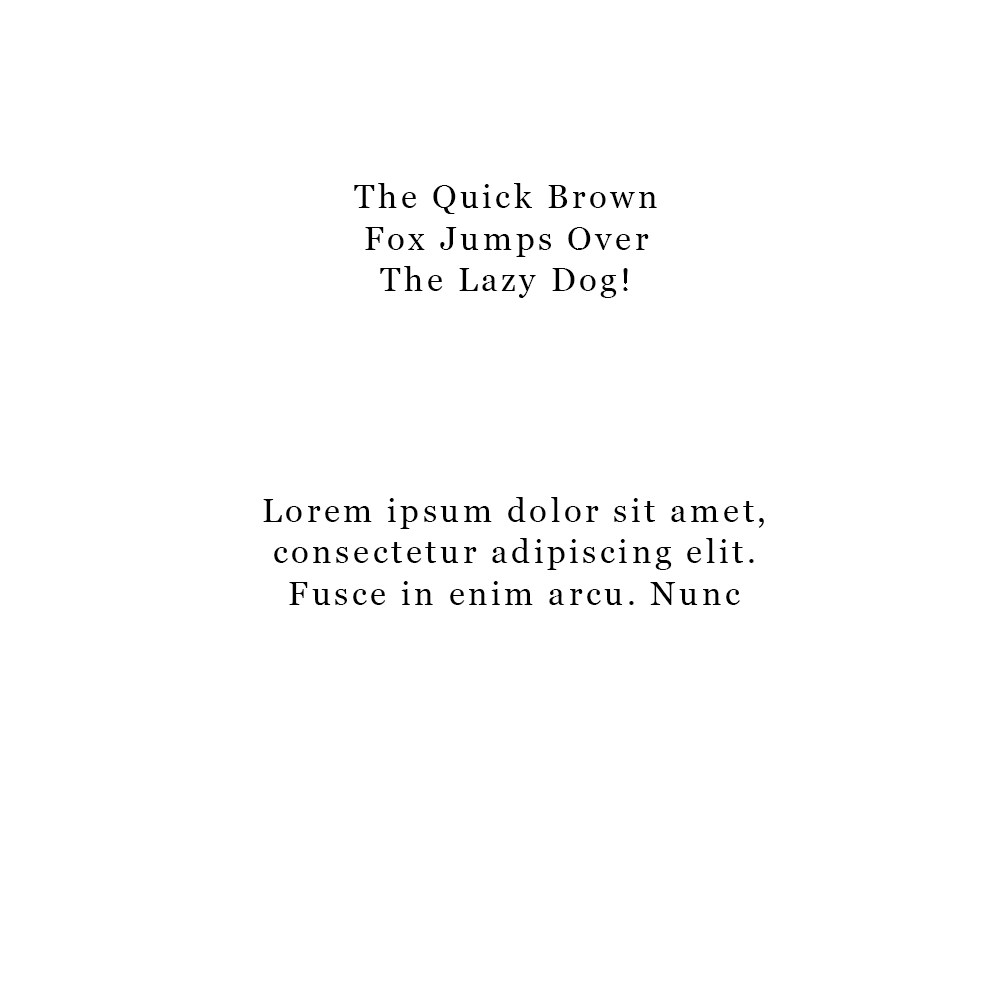 The Quick Brown
Fox Jumps Over
The Lazy Dog!
Lorem ipsum dolor sit amet,
consectetur adipiscing elit.
Fusce in enim arcu. Nunc